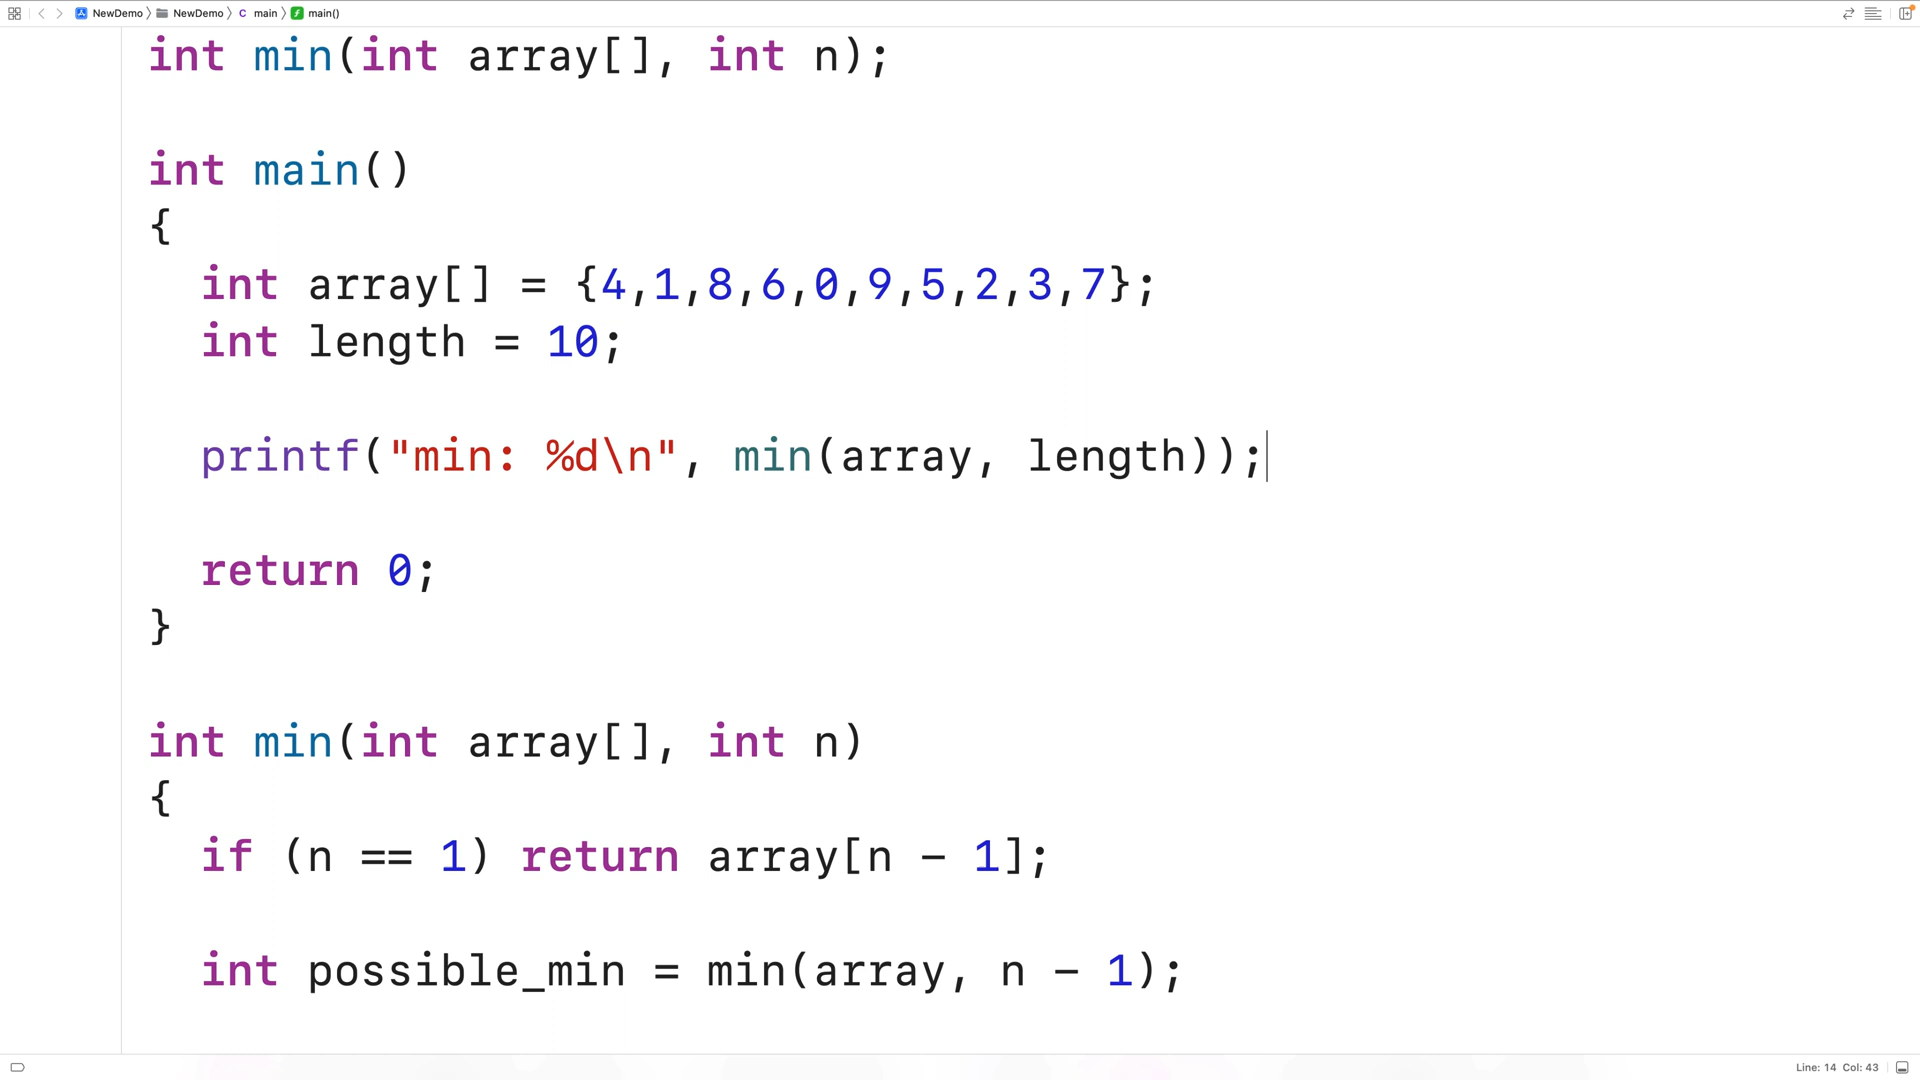 NewDemo NewDemo C main f main()
int min(int array[], int n);
int main()
{
int array[] = {4,1,8,6,0,9,5,2,3,7};
int length = 10;
printf("min: %d\n", min(array, length));
return 0;
}
int min(int array[], int n)
{
if (n == 1) return array[n - 1];
int possible_min = min(array, n - 1);
Line: 14 Col: 43